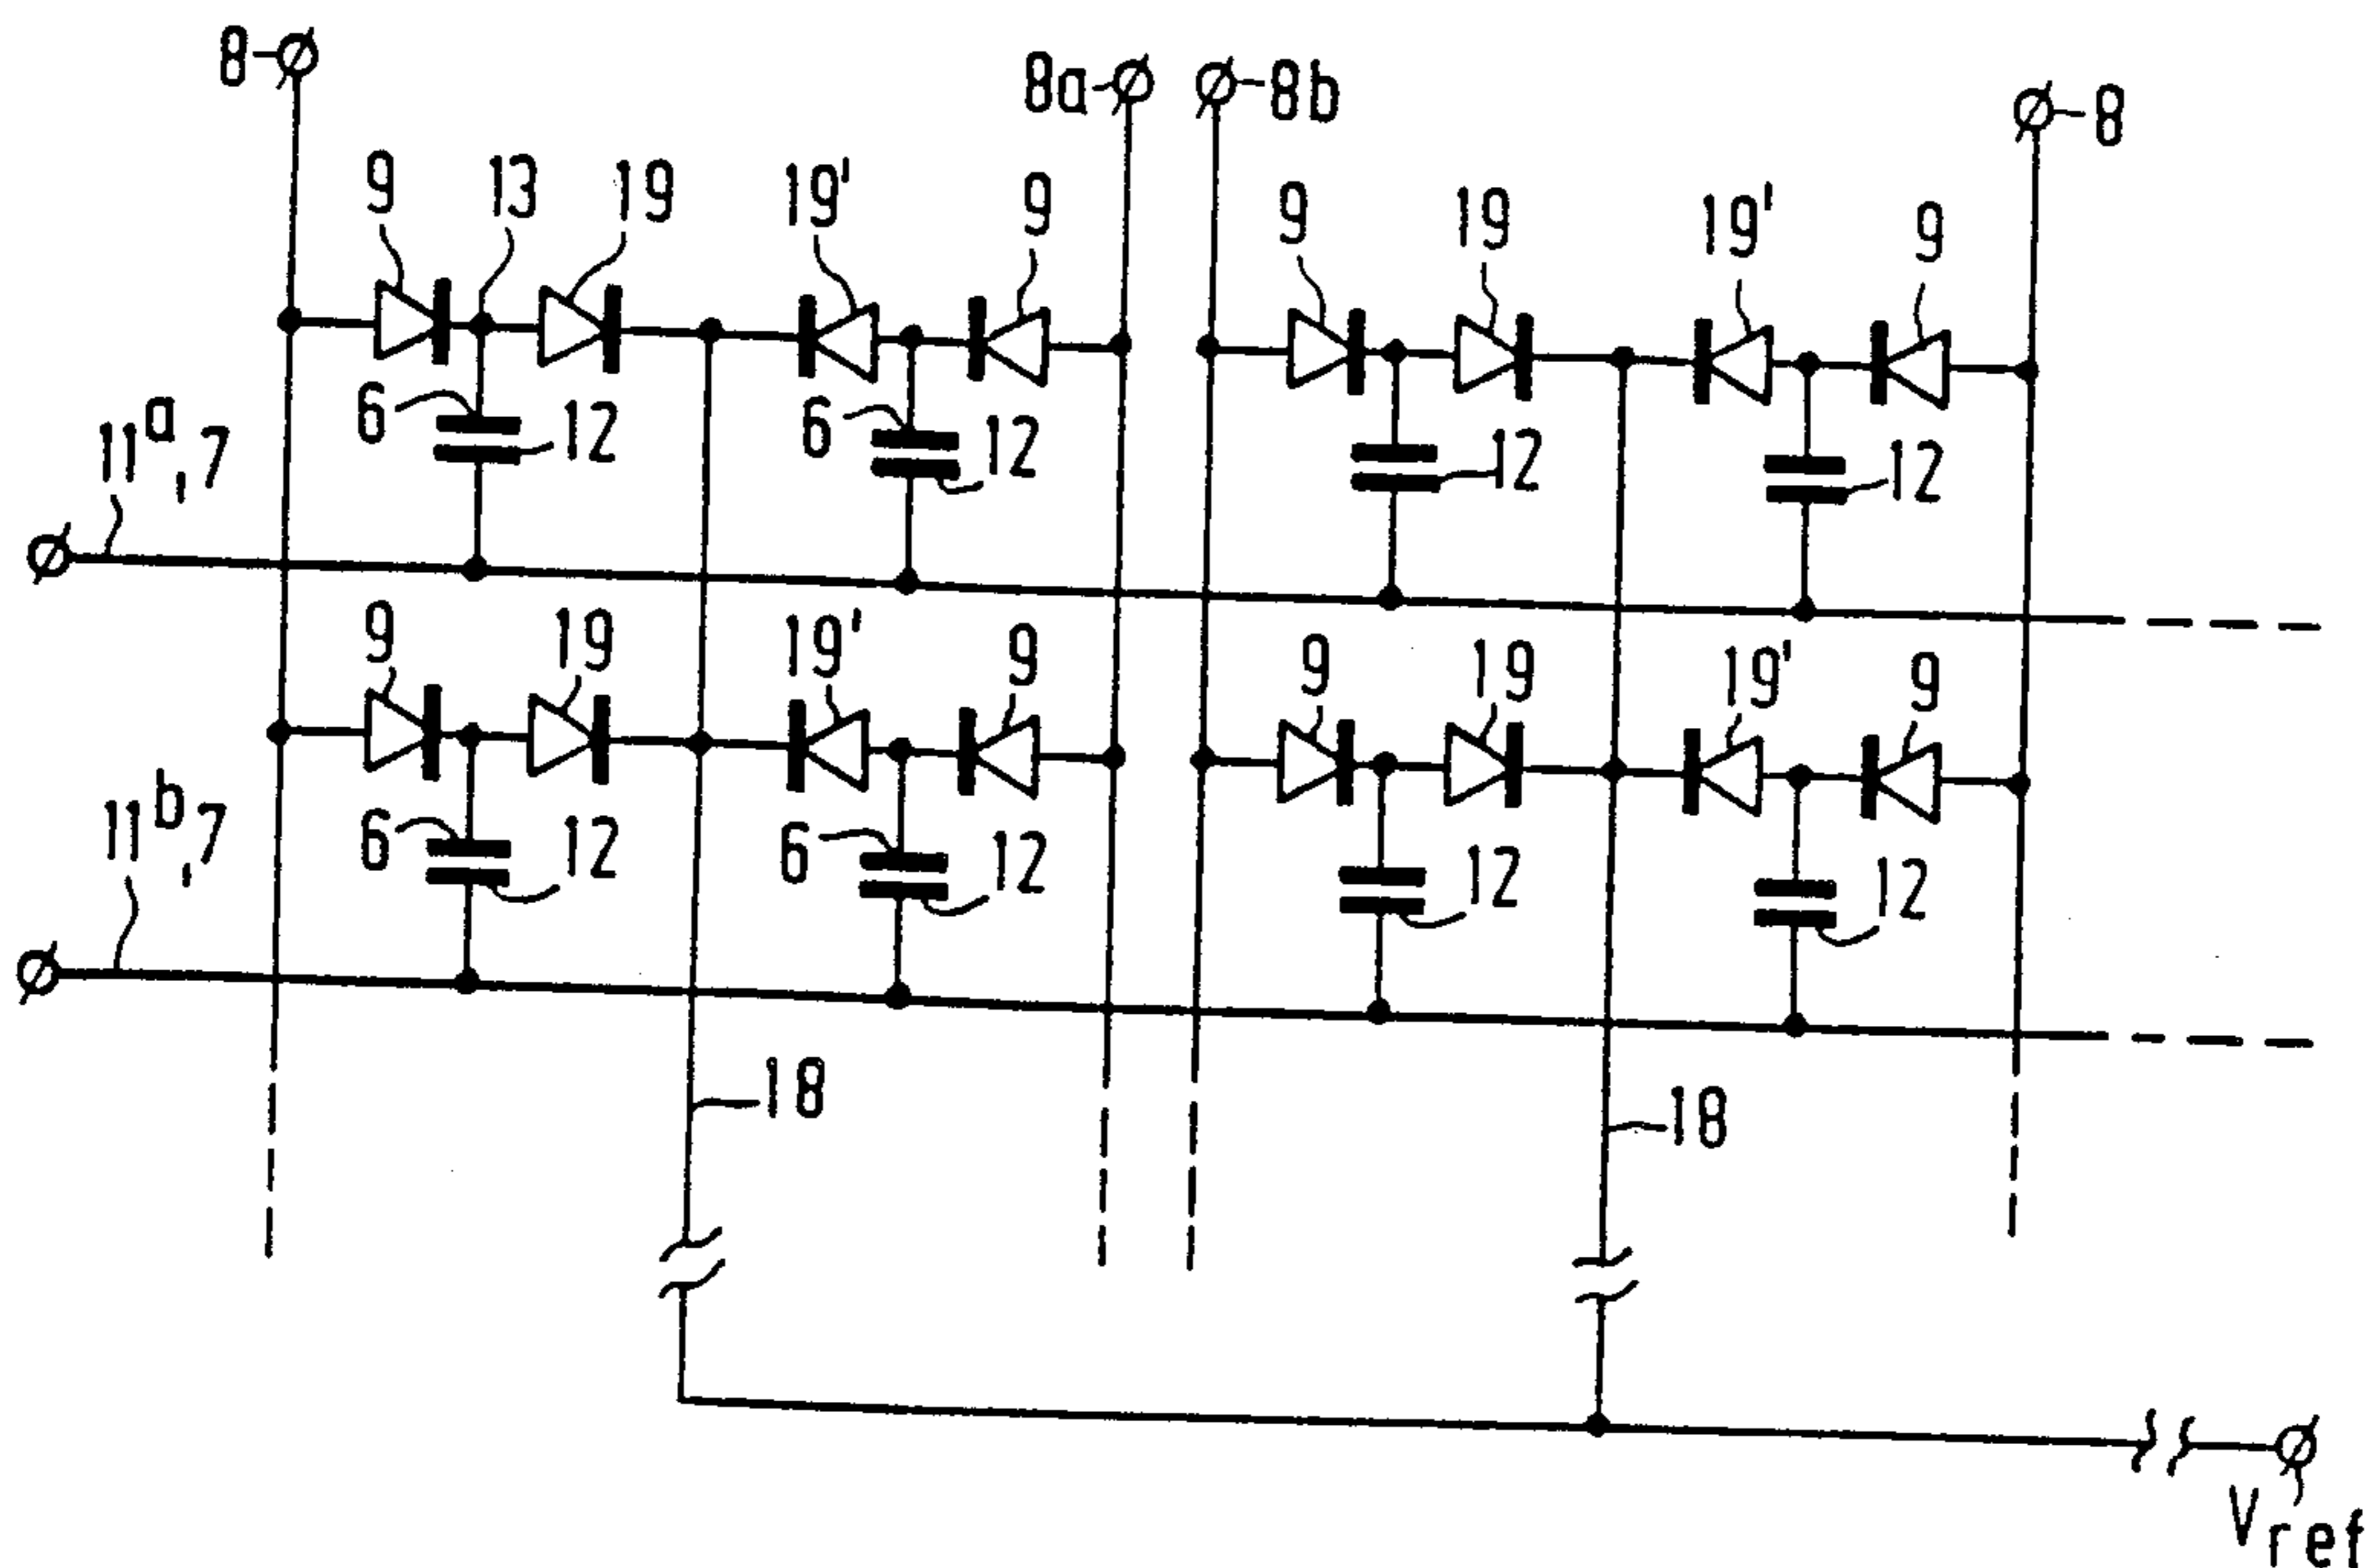 8 8a 8b 8
9 13 19 19' 9 9 19 19' 9
11a,7 6 12 6 12 12 12
9 19 19' 9 9 19 19' 9
11b,7 6 12 6 12 12 12
18 18
Vref